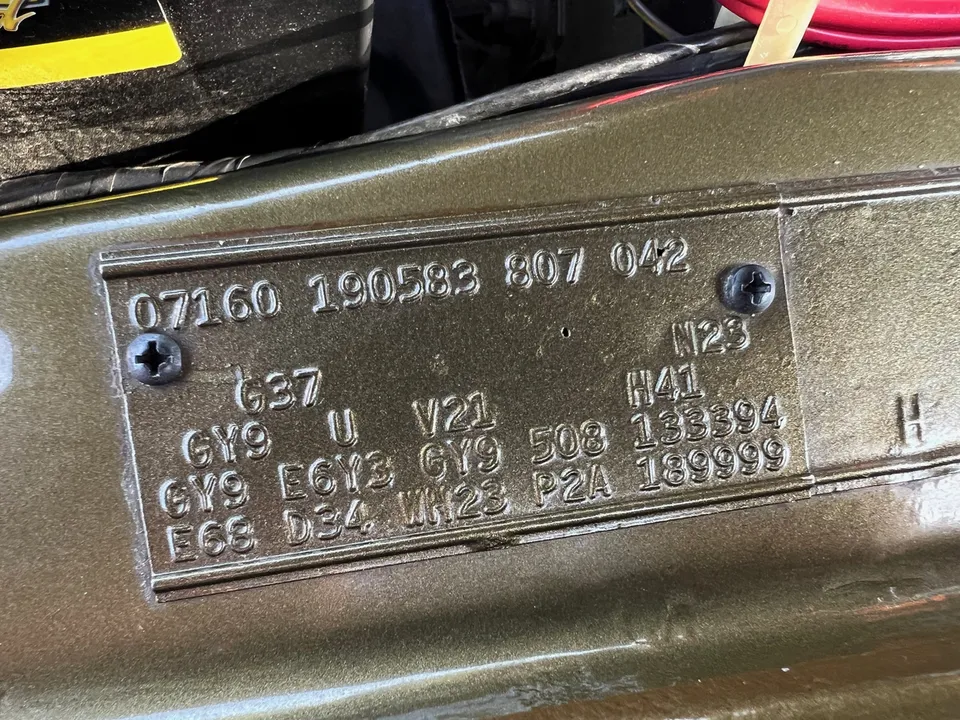 07160 190583 807 042
N23
G37 H41
GY9 U V21
GY9 E6Y3 GY9 508 133394
E68 D34 WH23 P2A 189999
H